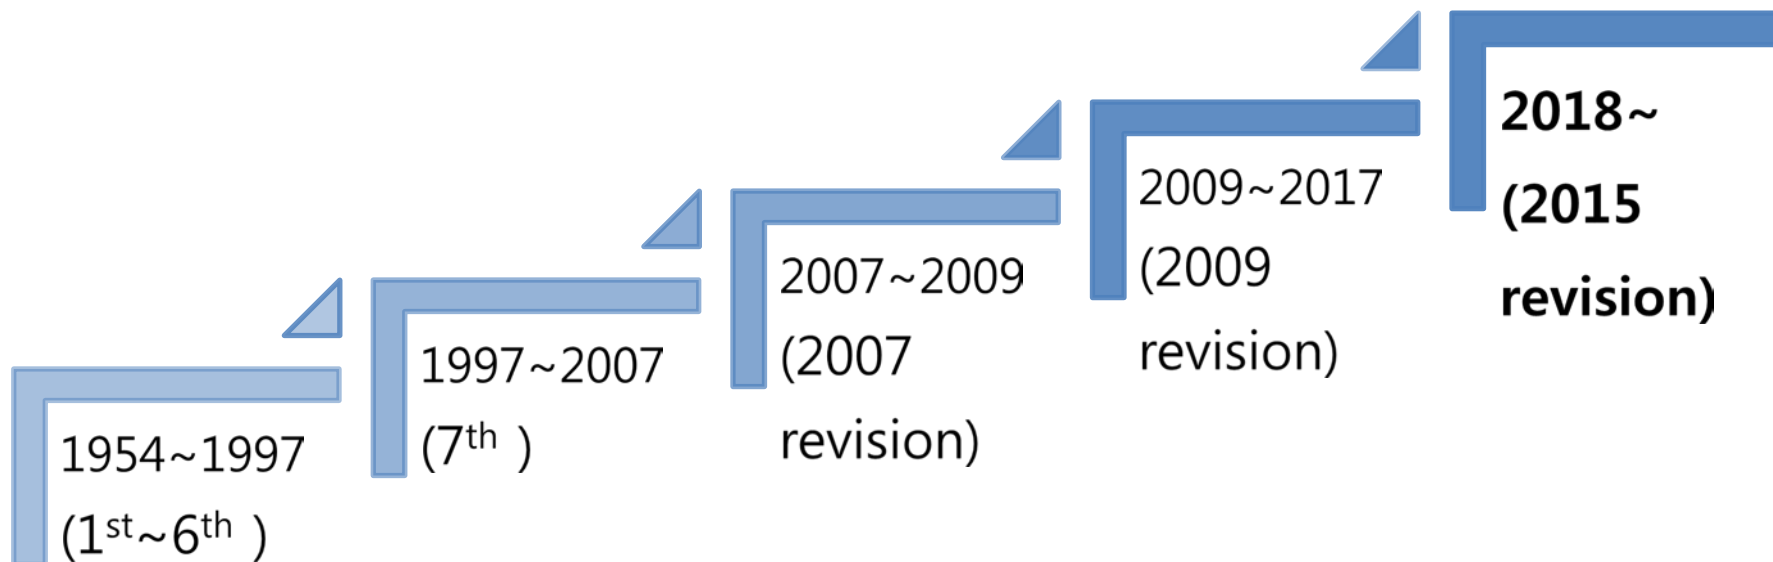 1954~1997
(1st~6th )
1997~2007
(7th )
2007~2009
(2007
revision)
2009~2017
(2009
revision)
2018~
(2015
revision)